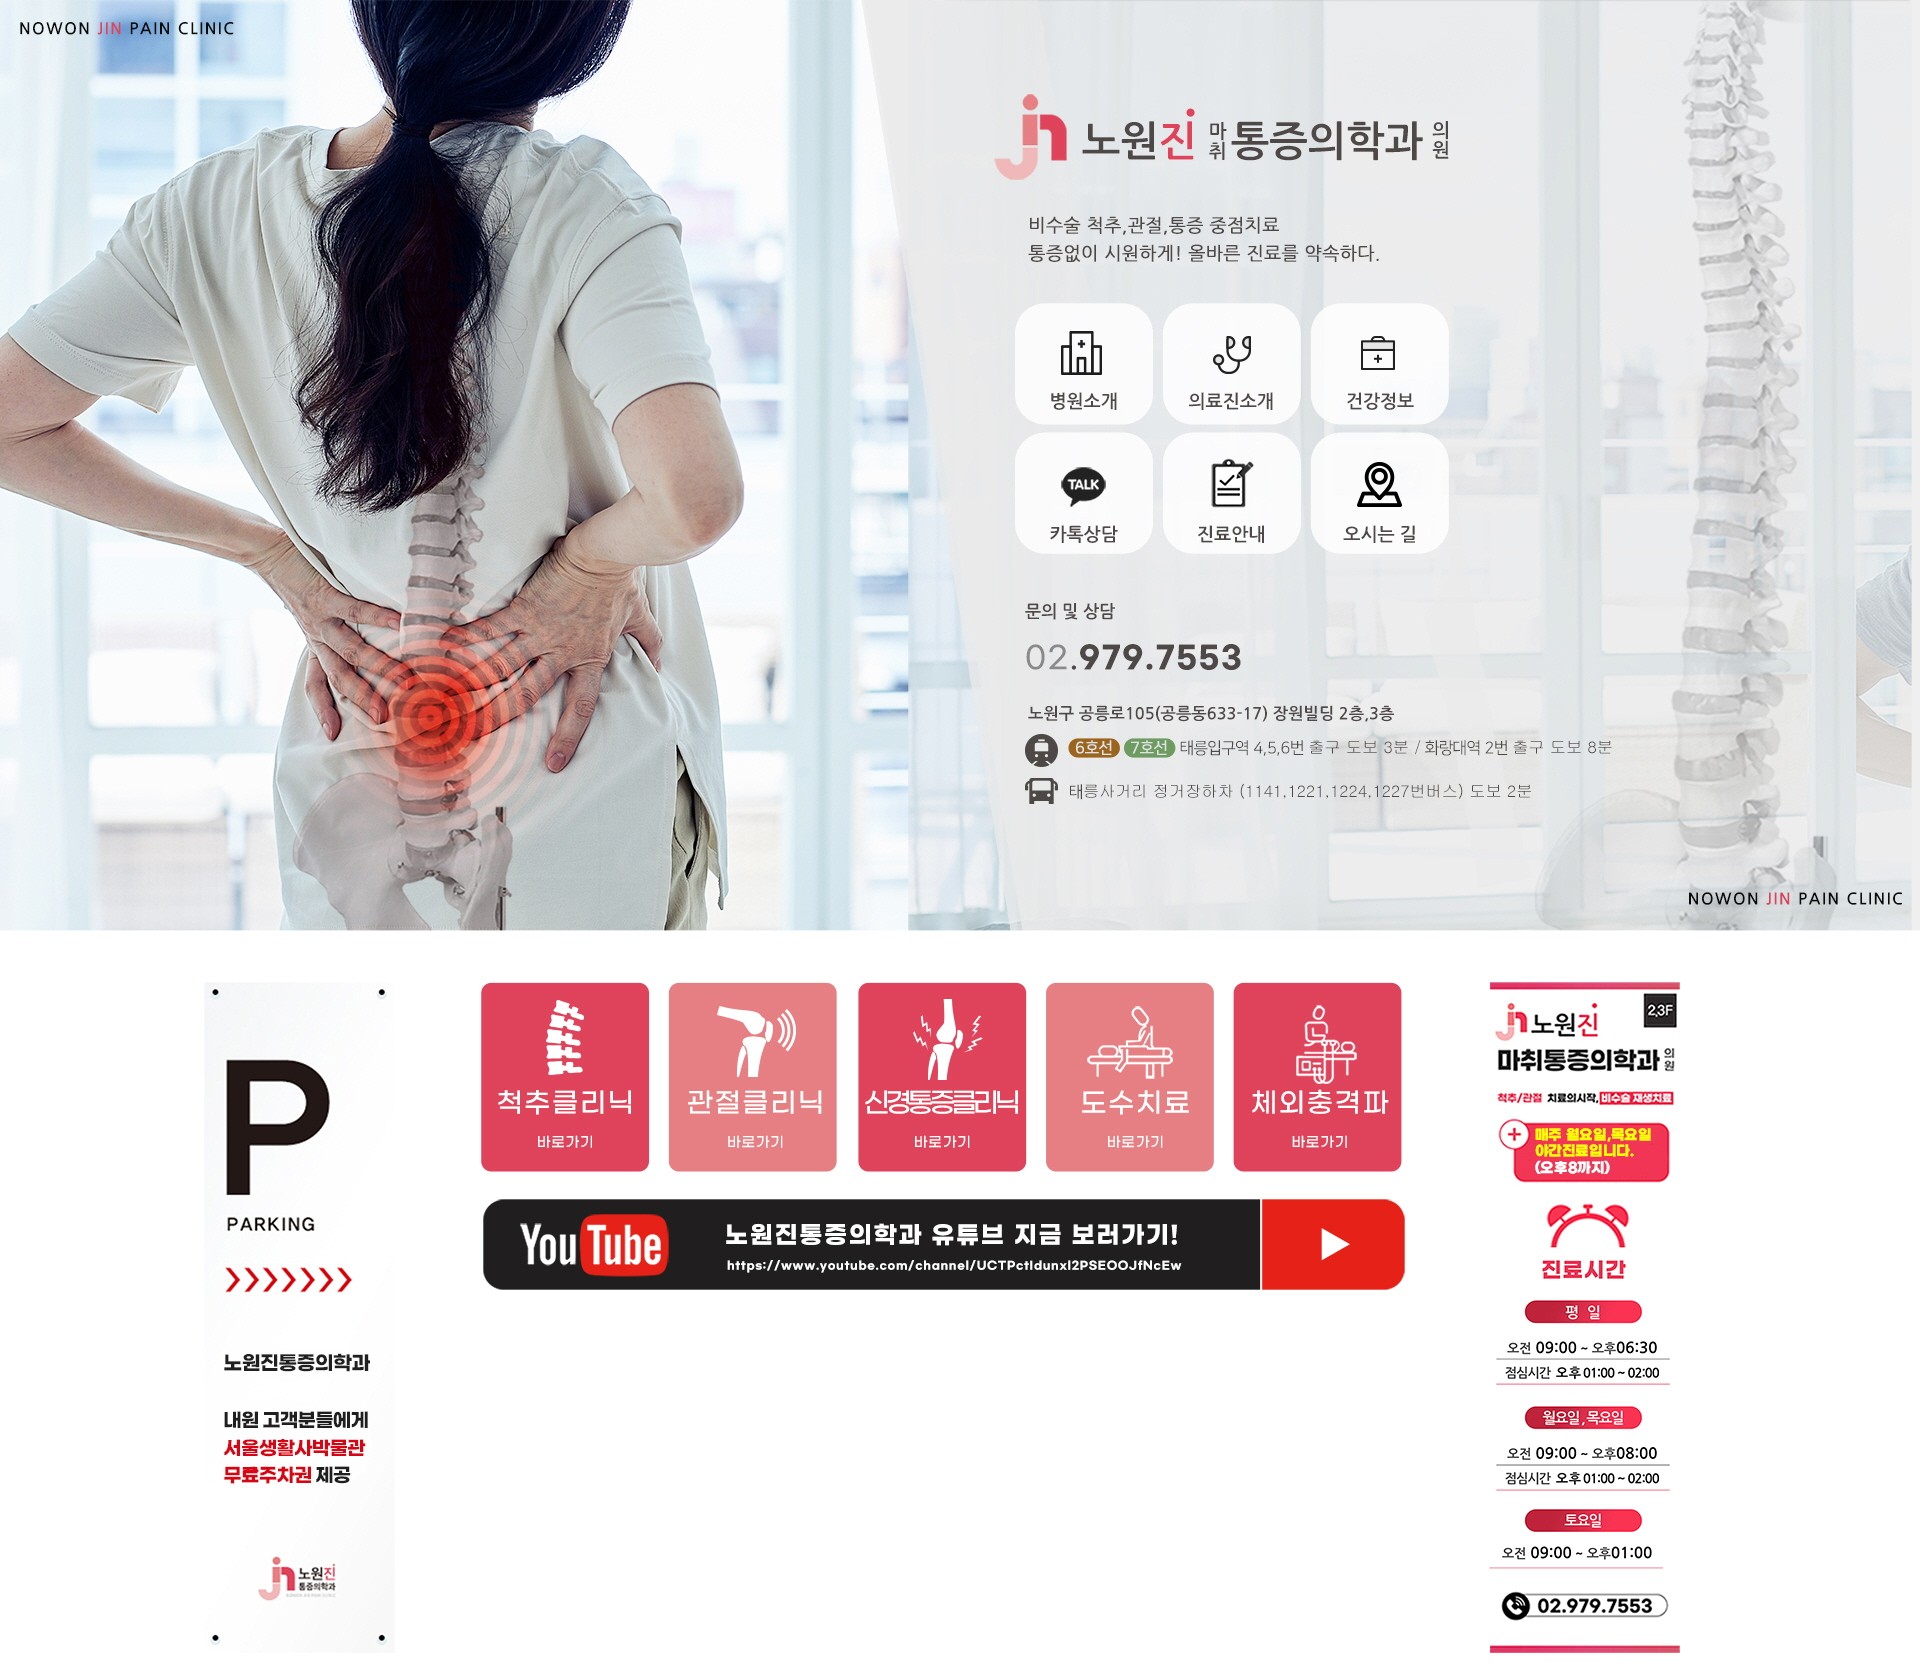 NOWON JIN PAIN CLINIC
jn 노원진 마취 통증의학과 의원
비수술 척추,관절,통증 중점치료
통증없이 시원하게! 올바른 진료를 약속하다.
병원소개
의료진소개
건강정보
TALK
카톡상담
진료안내
오시는 길
문의 및 상담
02.979.7553
노원구 공릉로105(공릉동633-17) 장원빌딩 2층,3층
6호선 7호선 태릉입구역 4,5,6번 출구 도보 3분 / 화랑대역 2번 출구 도보 8분
태릉사거리 정거장하차 (1141,1221,1224,1227번버스) 도보 2분
NOWON JIN PAIN CLINIC
P
PARKING
노원진통증의학과
내원 고객분들에게
서울생활사박물관
무료주차권 제공
jn 노원진
통증의학과
척추클리닉
바로가기
관절클리닉
바로가기
신경통증클리닉
바로가기
도수치료
바로가기
체외충격파
바로가기
YouTube
노원진통증의학과 유튜브 지금 보러가기!
https://www.youtube.com/channel/UCTPctldunxl2PSEOOJfNcEw
2,3F
jn 노원진
마취통증의학과 의원
척추/관절 치료의시작, 비수술 재생치료
매주 월요일,목요일
야간진료입니다.
(오후8까지)
진료시간
평 일
오전 09:00 ~ 오후06:30
점심시간 오후 01:00 ~ 02:00
월요일,목요일
오전 09:00 ~ 오후08:00
점심시간 오후 01:00 ~ 02:00
토요일
오전 09:00 ~ 오후01:00
02.979.7553